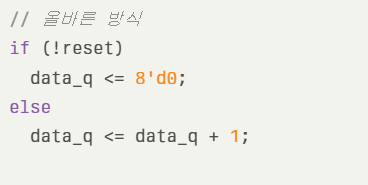 // 올바른 방식
if (!reset)
  data_q <= 8'd0;
else
  data_q <= data_q + 1;